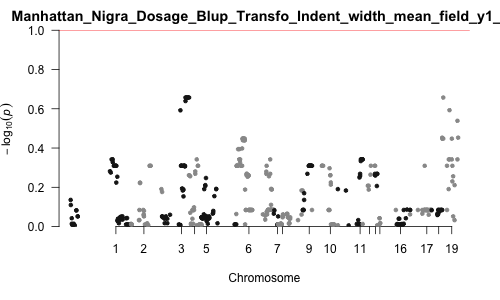 Manhattan_Nigra_Dosage_Blup_Transfo_Indent_width_mean_field_y1_
1.0
0.8
0.6
0.4
0.2
0.0
− log10(p)
1 2 3 5 6 7 9 10 11 16 17 19
Chromosome